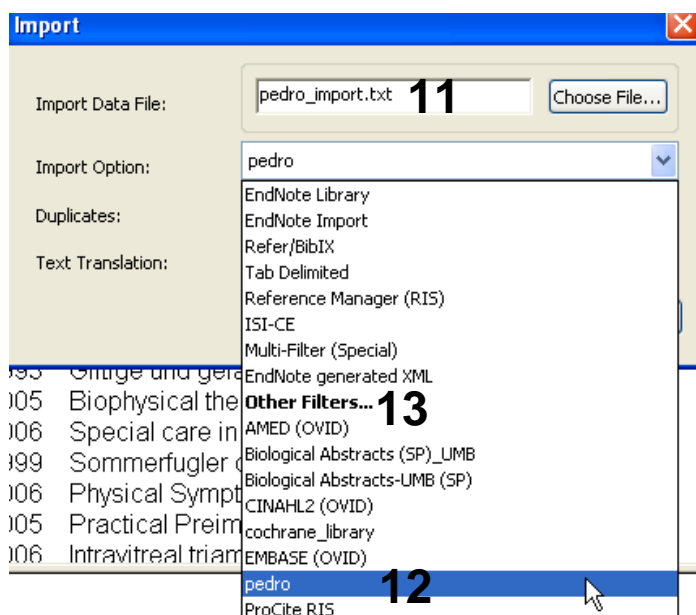 Import
Import Data File:
pedro_import.txt 11
Choose File...
Import Option:
pedro
Duplicates:
Text Translation:
EndNote Library
EndNote Import
Refer/BibIX
Tab Delimited
Reference Manager (RIS)
ISI-CE
Multi-Filter (Special)
EndNote generated XML
Other Filters... 13
AMED (OVID)
Biological Abstracts (SP)_UMB
Biological Abstracts-UMB (SP)
CINAHL2 (OVID)
cochrane_library
EMBASE (OVID)
pedro 12
ProCite RIS
und
005 Biophysical the
006 Special care in
999 Sommerfugler
006 Physical Sympt
005 Practical Preim
006 Intravitreal triam